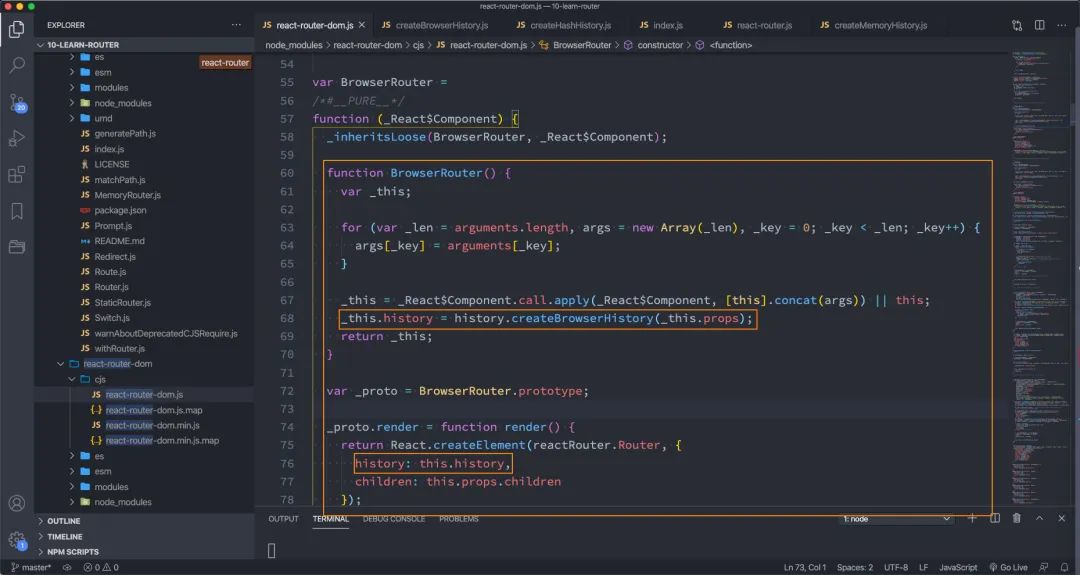 react-router-dom.js — 10-learn-router
EXPLORER
react-router-dom.js
createBrowserHistory.js
createHashHistory.js
index.js
react-router.js
createMemoryHistory.js
10-LEARN-ROUTER
node_modules > react-router-dom > cjs > JS react-router-dom.js > BrowserRouter > constructor > <function>
es
react-router
esm
modules
node_modules
umd
generatePath.js
index.js
LICENSE
matchPath.js
MemoryRouter.js
package.json
Prompt.js
README.md
Redirect.js
Route.js
Router.js
StaticRouter.js
Switch.js
warnAboutDeprecatedCJSRequire.js
withRouter.js
react-router-dom
cjs
react-router-dom.js
react-router-dom.js.map
react-router-dom.min.js
react-router-dom.min.js.map
es
esm
modules
node_modules
OUTLINE
TIMELINE
NPM SCRIPTS
20
1
54
55 var BrowserRouter =
56 /*#__PURE__*/
57 function (_React$Component) {
58 _inheritsLoose(BrowserRouter, _React$Component);
59
60 function BrowserRouter() {
61 var _this;
62
63 for (var _len = arguments.length, args = new Array(_len), _key = 0; _key < _len; _key++) {
64 args[_key] = arguments[_key];
65 }
66
67 _this = _React$Component.call.apply(_React$Component, [this].concat(args)) || this;
68 _this.history = history.createBrowserHistory(_this.props);
69 return _this;
70 }
71
72 var _proto = BrowserRouter.prototype;
73
74 _proto.render = function render() {
75 return React.createElement(reactRouter.Router, {
76 history: this.history,
77 children: this.props.children
78 });
OUTPUT TERMINAL DEBUG CONSOLE PROBLEMS 1: node
master* 0 0 Ln 73, Col 1 Spaces: 2 UTF-8 LF JavaScript Go Live